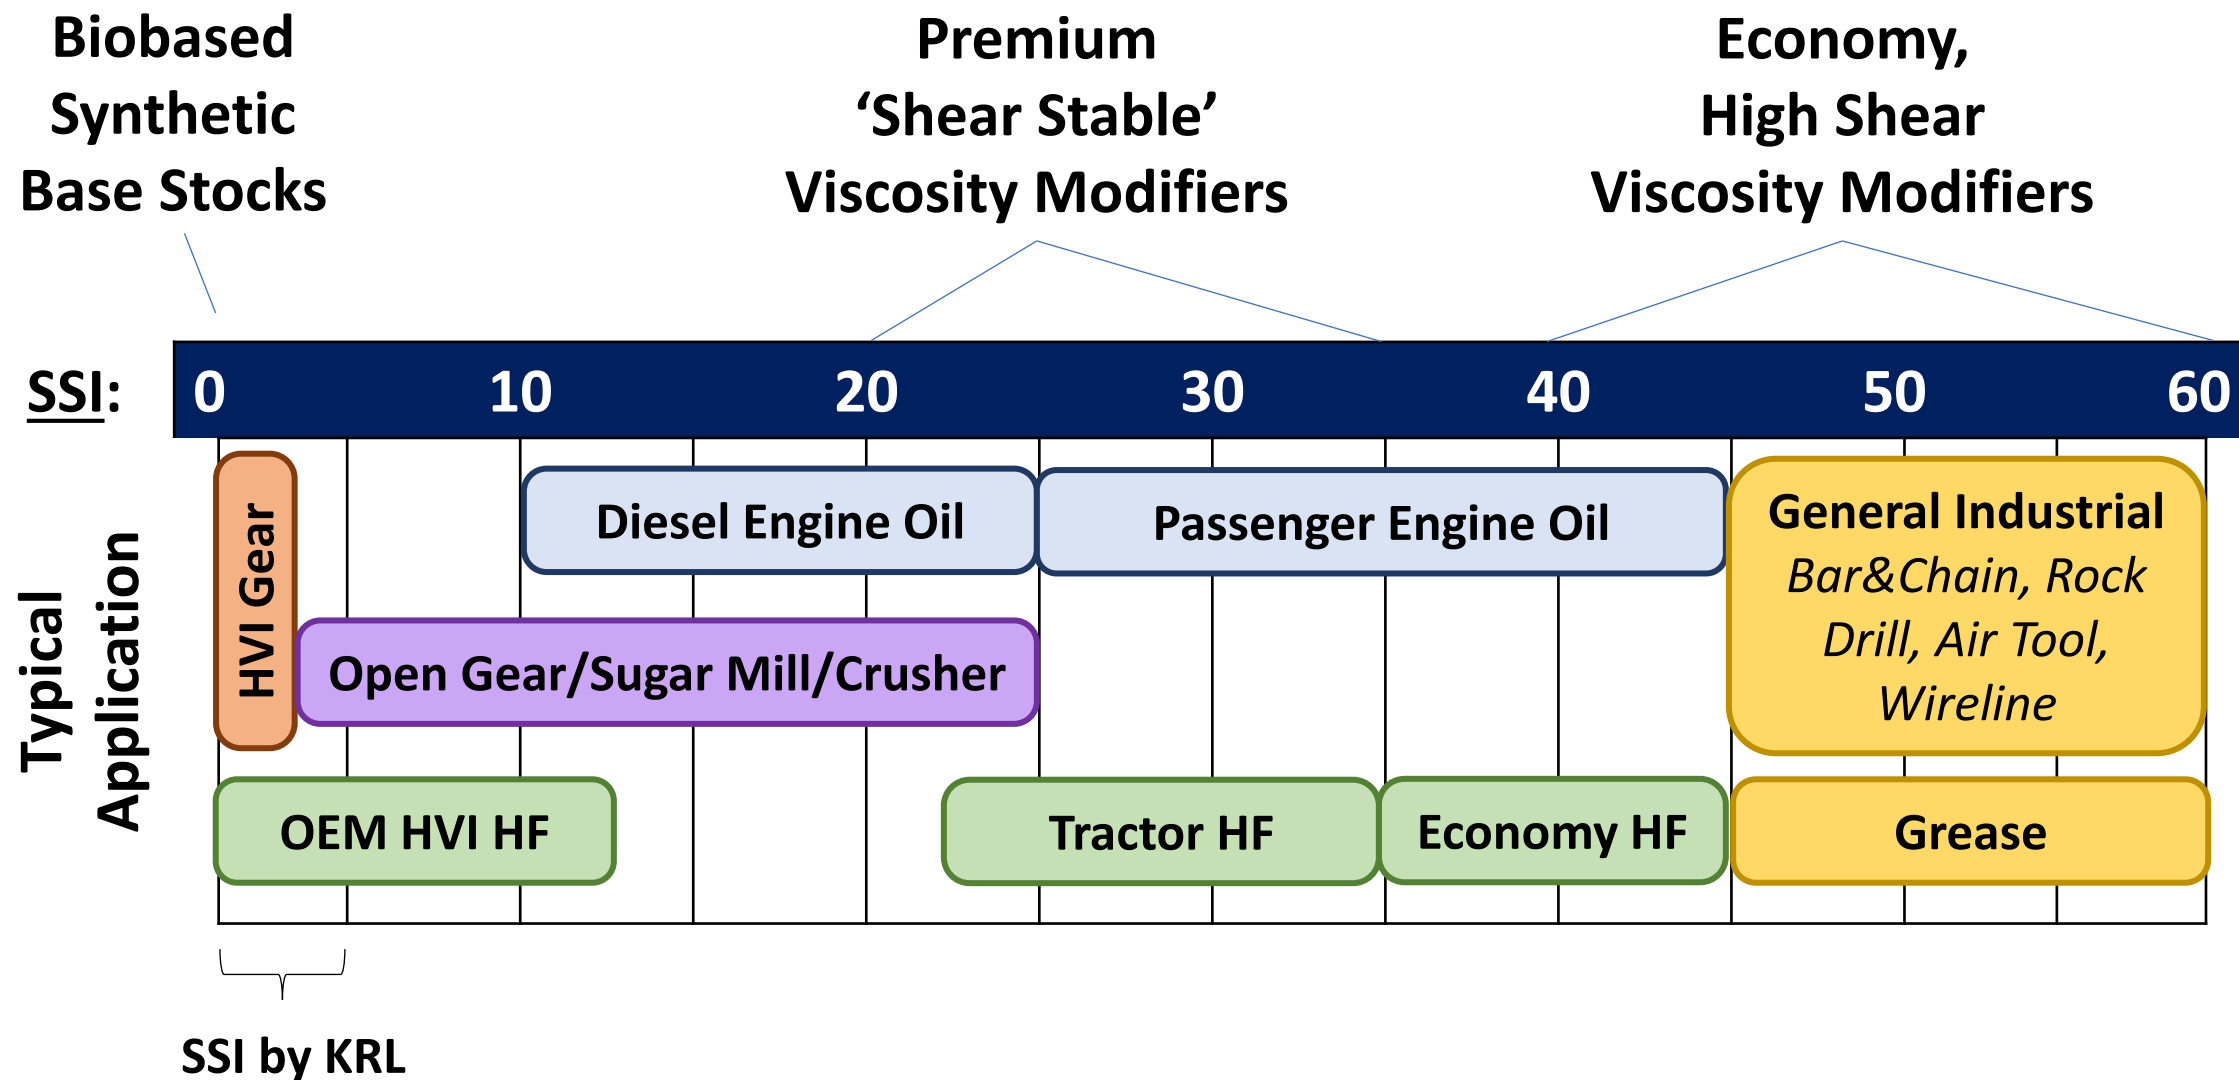 Biobased
Synthetic
Base Stocks
Premium
‘Shear Stable’
Viscosity Modifiers
Economy,
High Shear
Viscosity Modifiers
SSI: 0 10 20 30 40 50 60
Typical
Application
HVI Gear
Diesel Engine Oil
Passenger Engine Oil
General Industrial
Bar&Chain, Rock
Drill, Air Tool,
Wireline
Open Gear/Sugar Mill/Crusher
OEM HVI HF
Tractor HF
Economy HF
Grease
SSI by KRL